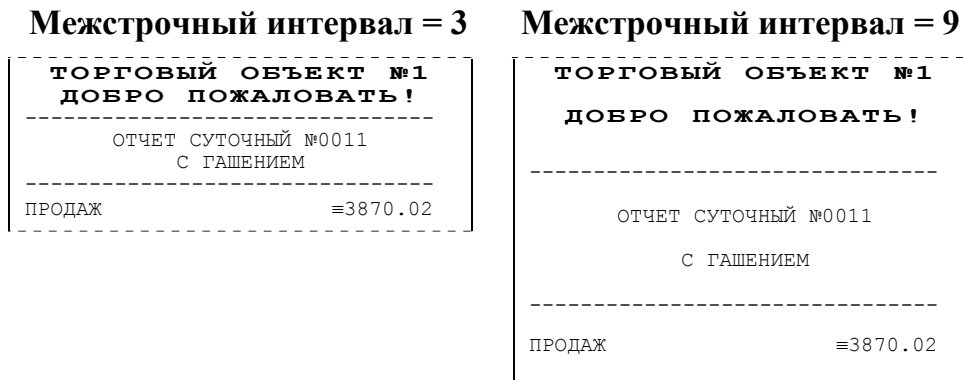 Межстрочный интервал = 3
ТОРГОВЫЙ ОБЪЕКТ №1
ДОБРО ПОЖАЛОВАТЬ!
--------------------------------
ОТЧЕТ СУТОЧНЫЙ №0011
С ГАШЕНИЕМ
--------------------------------
ПРОДАЖ ≡3870.02
Межстрочный интервал = 9
ТОРГОВЫЙ ОБЪЕКТ №1
ДОБРО ПОЖАЛОВАТЬ!
--------------------------------
ОТЧЕТ СУТОЧНЫЙ №0011
С ГАШЕНИЕМ
--------------------------------
ПРОДАЖ ≡3870.02